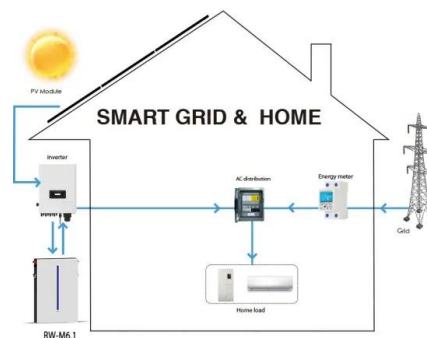 PV Module
SMART GRID & HOME
Inverter
AC distribution
Energy meter
Grid
Home load
RW-M6.1